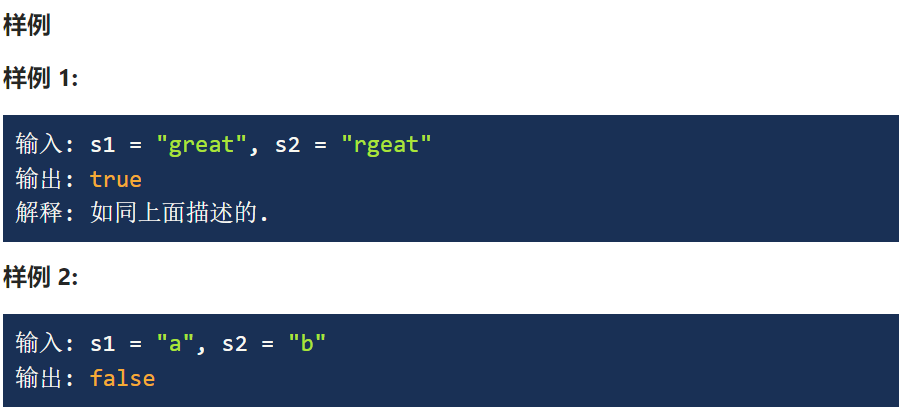 样例
样例 1:
输入: s1 = "great", s2 = "rgeat"
输出: true
解释: 如同上面描述的.
样例 2:
输入: s1 = "a", s2 = "b"
输出: false